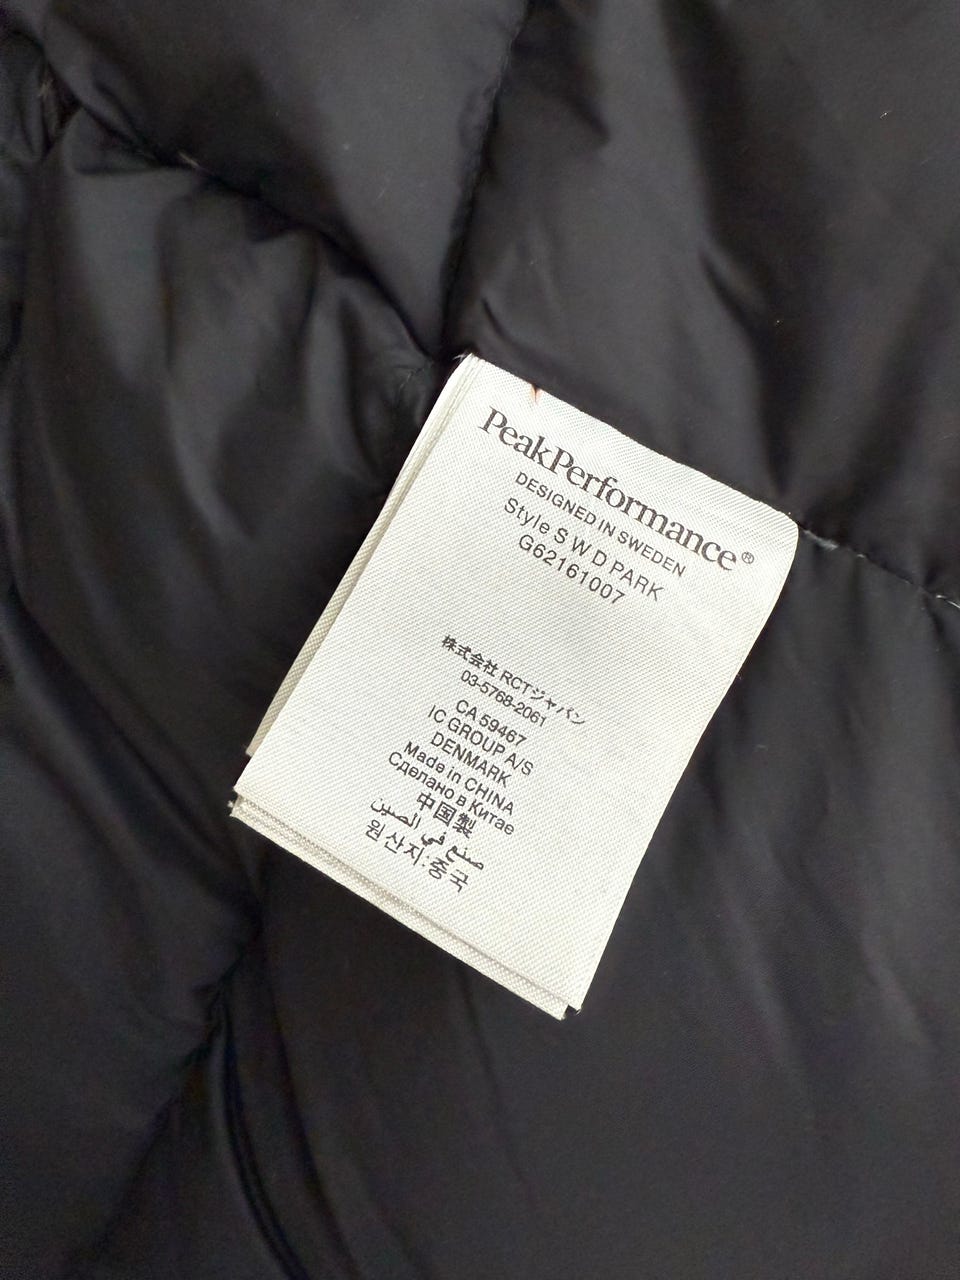 PeakPerformance®
DESIGNED IN SWEDEN
Style S W D PARK
G62161007
株式会社 RCTジャパン
03-5768-2061
CA 59467
IC GROUP A/S
DENMARK
Made in CHINA
Сделано в Китае
中国製
صنع في الصين
원산지:중국